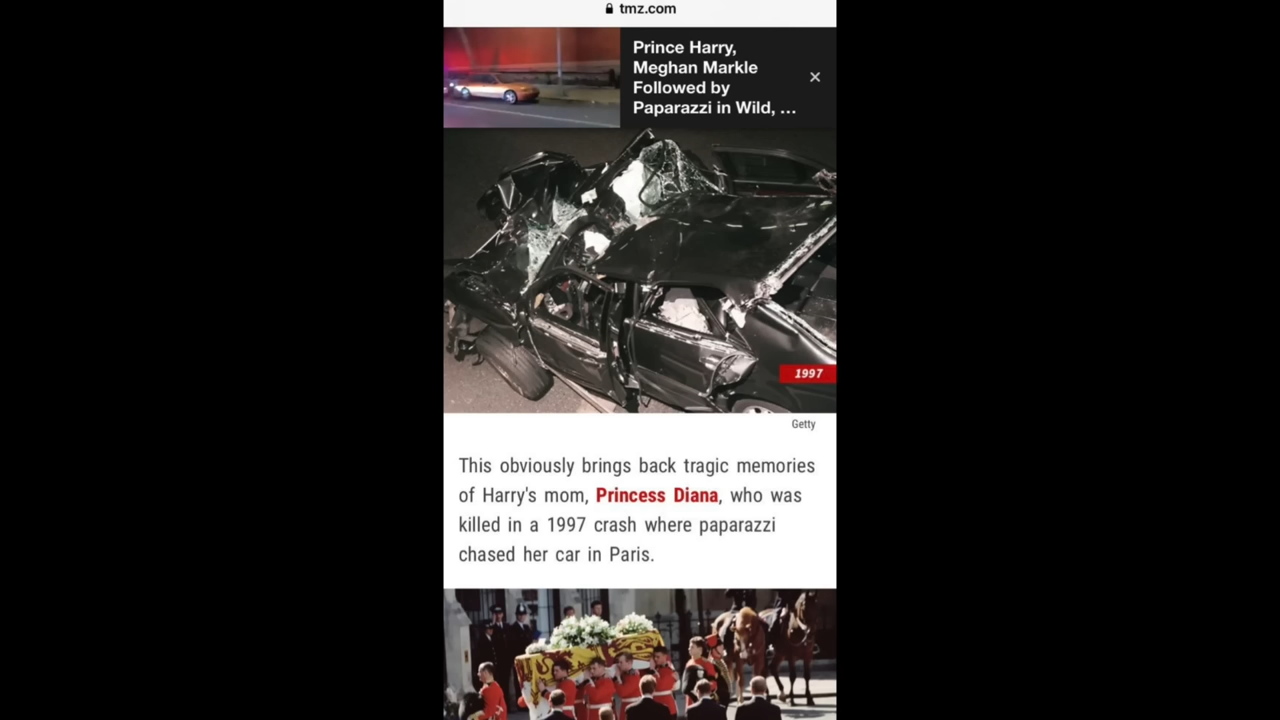 tmz.com
Prince Harry,
Meghan Markle
Followed by
Paparazzi in Wild, ...
1997
Getty
This obviously brings back tragic memories
of Harry's mom, Princess Diana, who was
killed in a 1997 crash where paparazzi
chased her car in Paris.